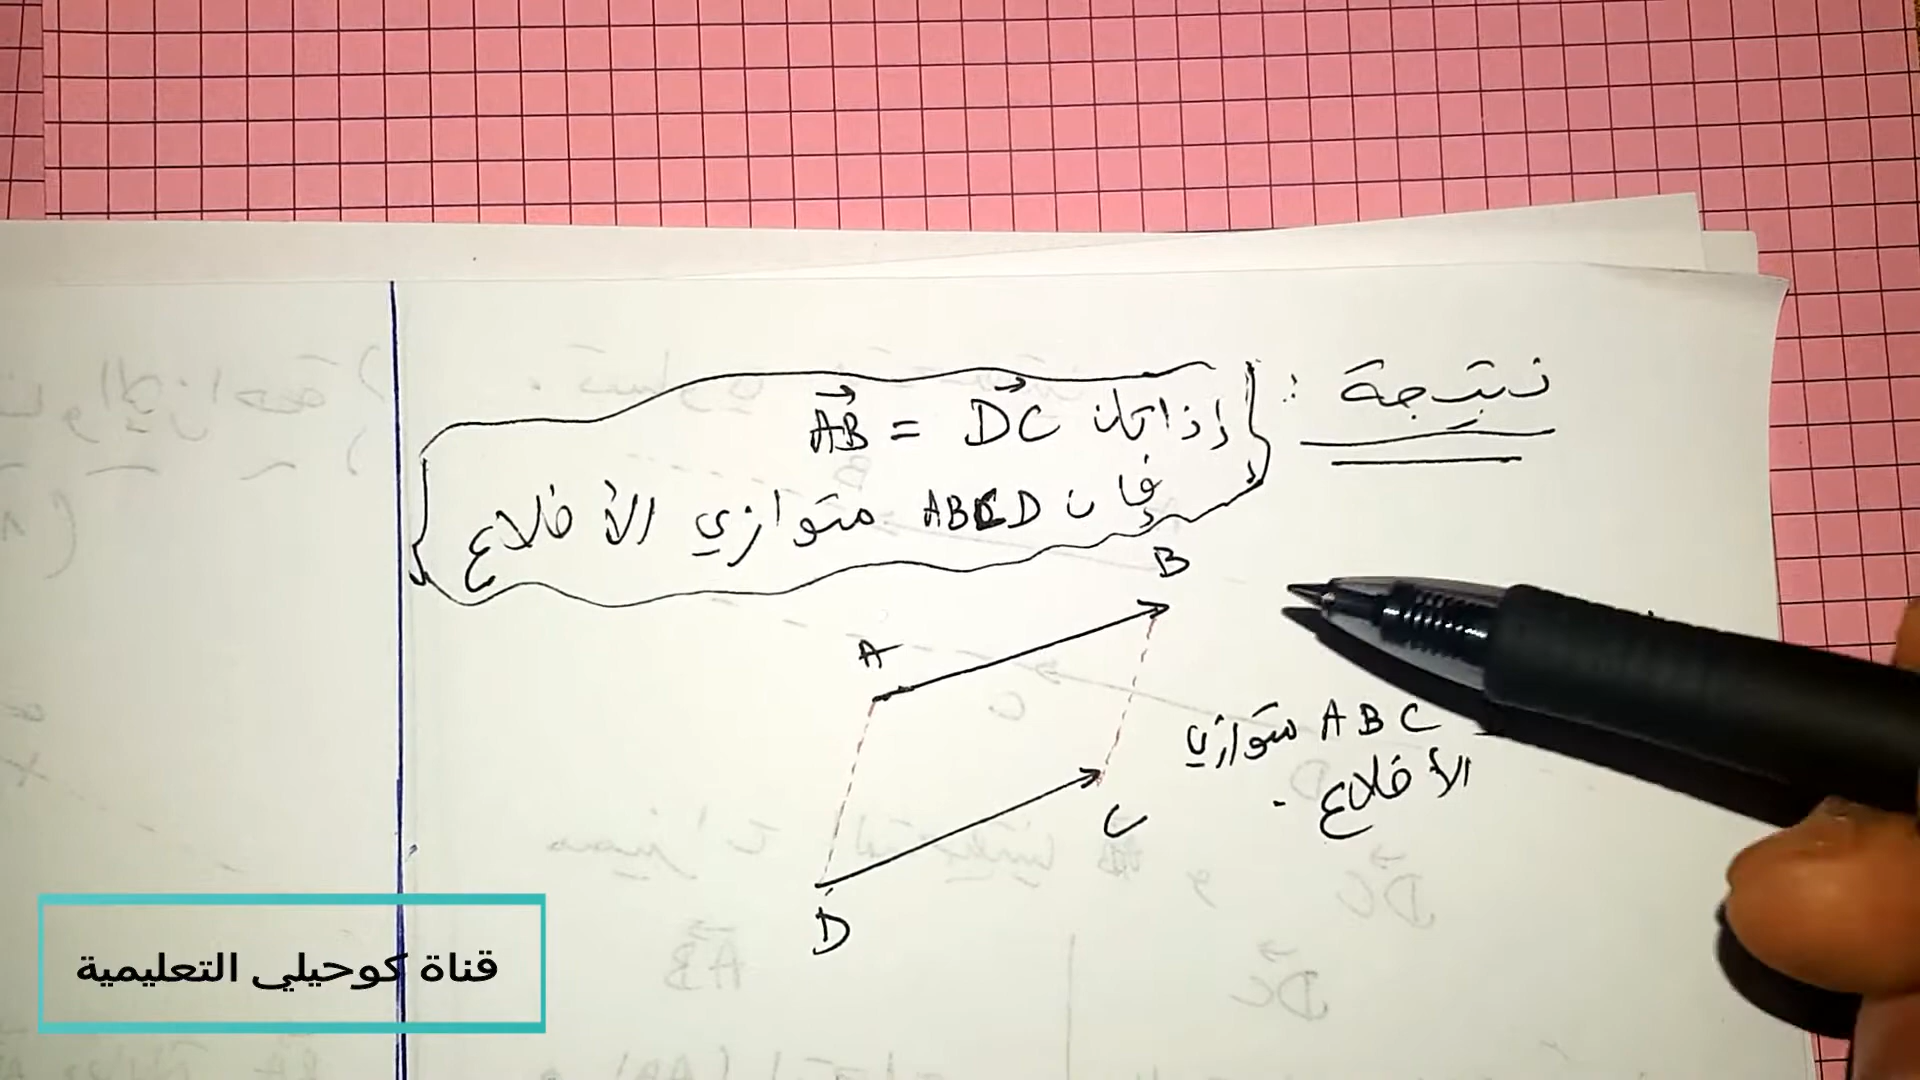 نتيجة :
إذا كان DC = AB
فإن ABCD متوازي الأضلاع
B
A
ABC متوازي
الأضلاع .
C
D
قناة كوحيلي التعليمية